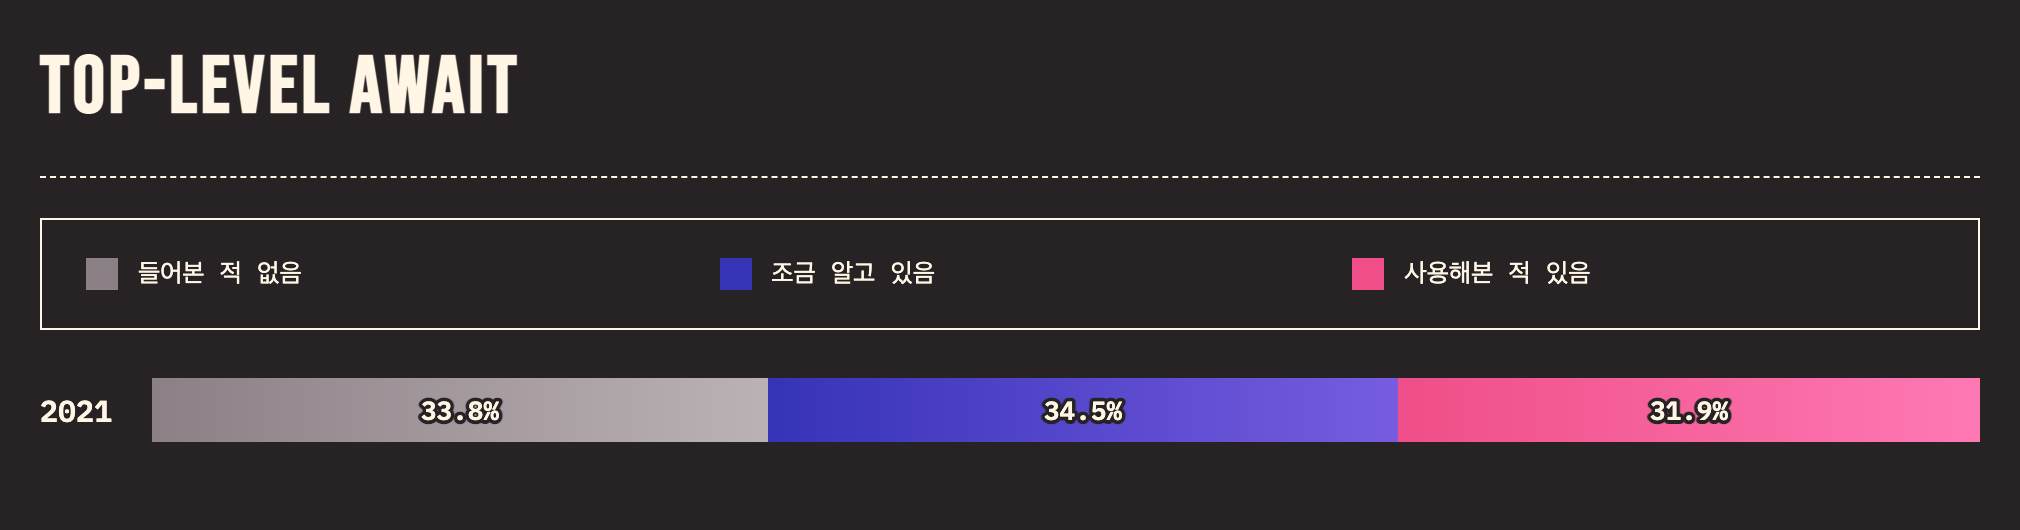 TOP-LEVEL AWAIT
들어본 적 없음 조금 알고 있음 사용해본 적 있음
2021 33.8% 34.5% 31.9%